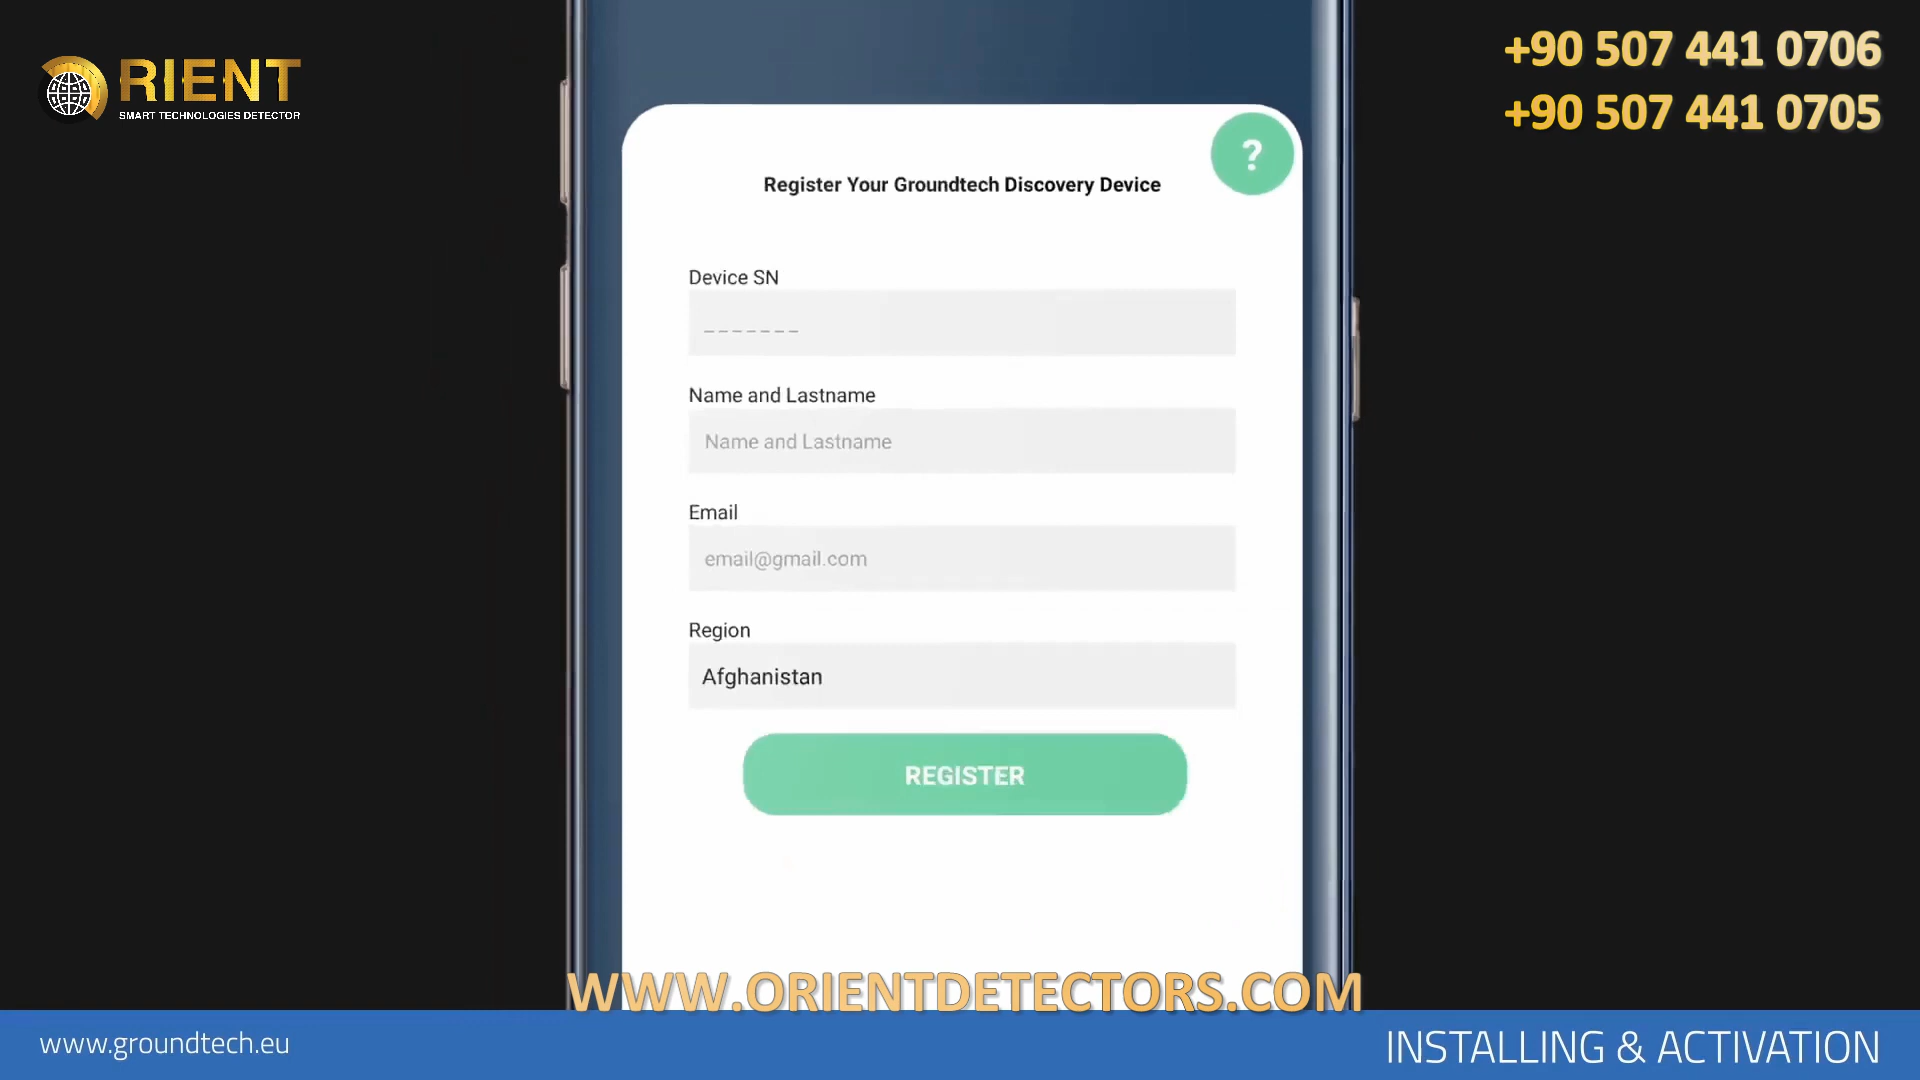 RIENT
SMART TECHNOLOGIES DETECTOR
+90 507 441 0706
+90 507 441 0705
?
Register Your Groundtech Discovery Device
Device SN
_ _ _ _ _ _ _
Name and Lastname
Name and Lastname
Email
email@gmail.com
Region
Afghanistan
REGISTER
WWW.ORIENTDETECTORS.COM
www.groundtech.eu
INSTALLING & ACTIVATION